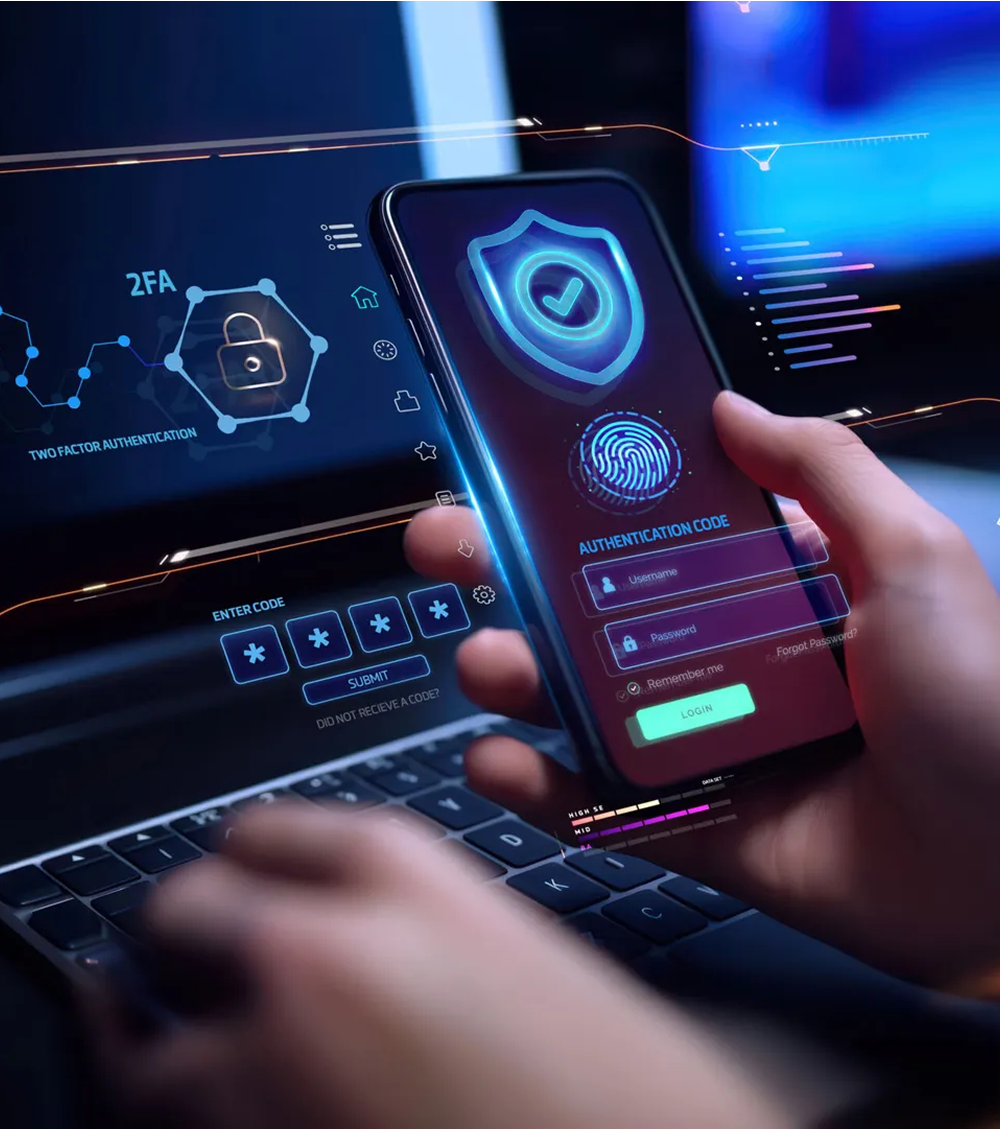 2FA
TWO FACTOR AUTHENTICATION
ENTER CODE
* * * *
SUBMIT
DID NOT RECIEVE A CODE?
AUTHENTICATION CODE
Username
Password
Forgot Password?
Remember me
LOGIN
DATA SET
HIGH SE
MID
D
K
C